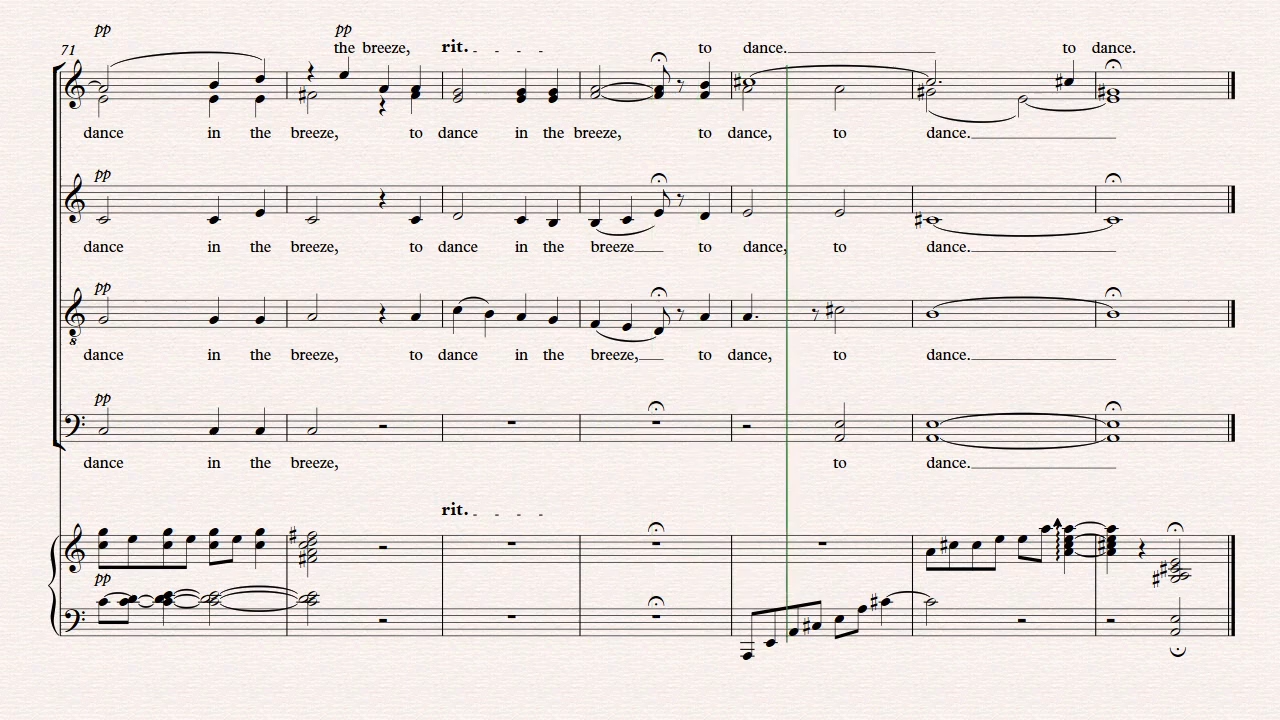 pp pp
71 the breeze, rit. to dance. to dance.
dance in the breeze, to dance in the breeze, to dance, to dance.
pp
dance in the breeze, to dance in the breeze to dance, to dance.
pp
8
dance in the breeze, to dance in the breeze, to dance, to dance.
pp
dance in the breeze, to dance.
rit.
pp